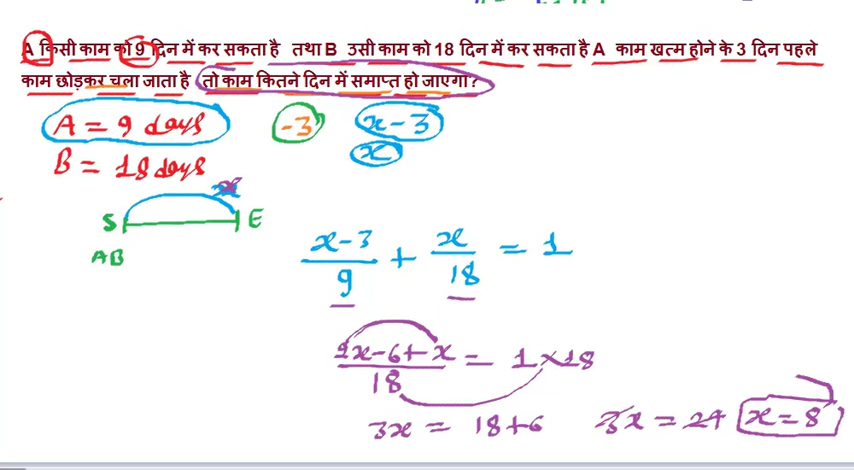 A किसी काम को 9 दिन में कर सकता है तथा B उसी काम को 18 दिन में कर सकता है A काम खत्म होने के 3 दिन पहले
काम छोड़कर चला जाता है तो काम कितने दिन में समाप्त हो जाएगा?
A = 9 days -3 x-3
B = 18 days x
x
S E
AB
x-3/9 + x/18 = 1
2x-6+x/18 = 1×18
3x = 18+6 3x = 24 x=8